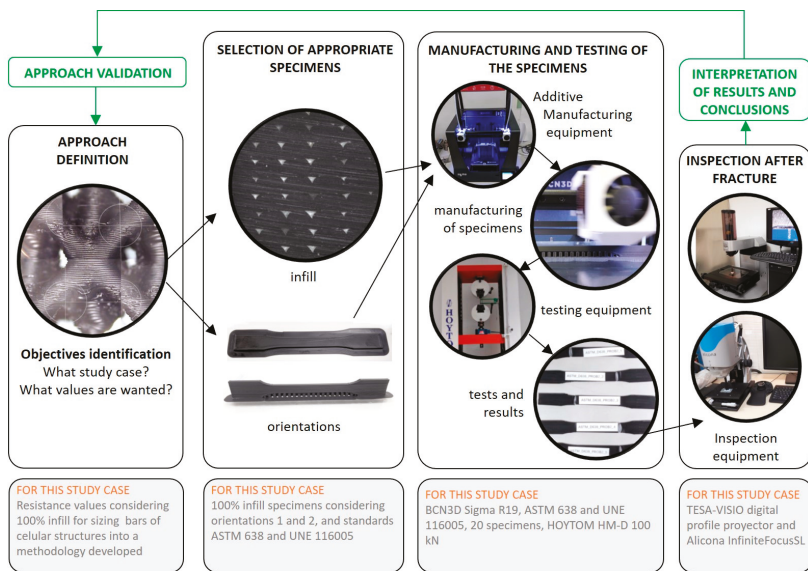 APPROACH VALIDATION
APPROACH
DEFINITION
Objectives identification
What study case?
What values are wanted?
SELECTION OF APPROPRIATE
SPECIMENS
infill
orientations
MANUFACTURING AND TESTING OF
THE SPECIMENS
Additive
Manufacturing
equipment
BCN3D
manufacturing
of specimens
HOYTO
testing equipment
tests and
results
INTERPRETATION
OF RESULTS AND
CONCLUSIONS
INSPECTION AFTER
FRACTURE
Inspection
equipment
FOR THIS STUDY CASE
Resistance values considering
100% infill for sizing bars of
celular structures into a
methodology developed
FOR THIS STUDY CASE
100% infill specimens considering
orientations 1 and 2, and standards
ASTM 638 and UNE 116005
FOR THIS STUDY CASE
BCN3D Sigma R19, ASTM 638 and UNE
116005, 20 specimens, HOYTOM HM-D 100
kN
FOR THIS STUDY CASE
TESA-VISIO digital
profile proyector and
Alicona InfiniteFocusSL